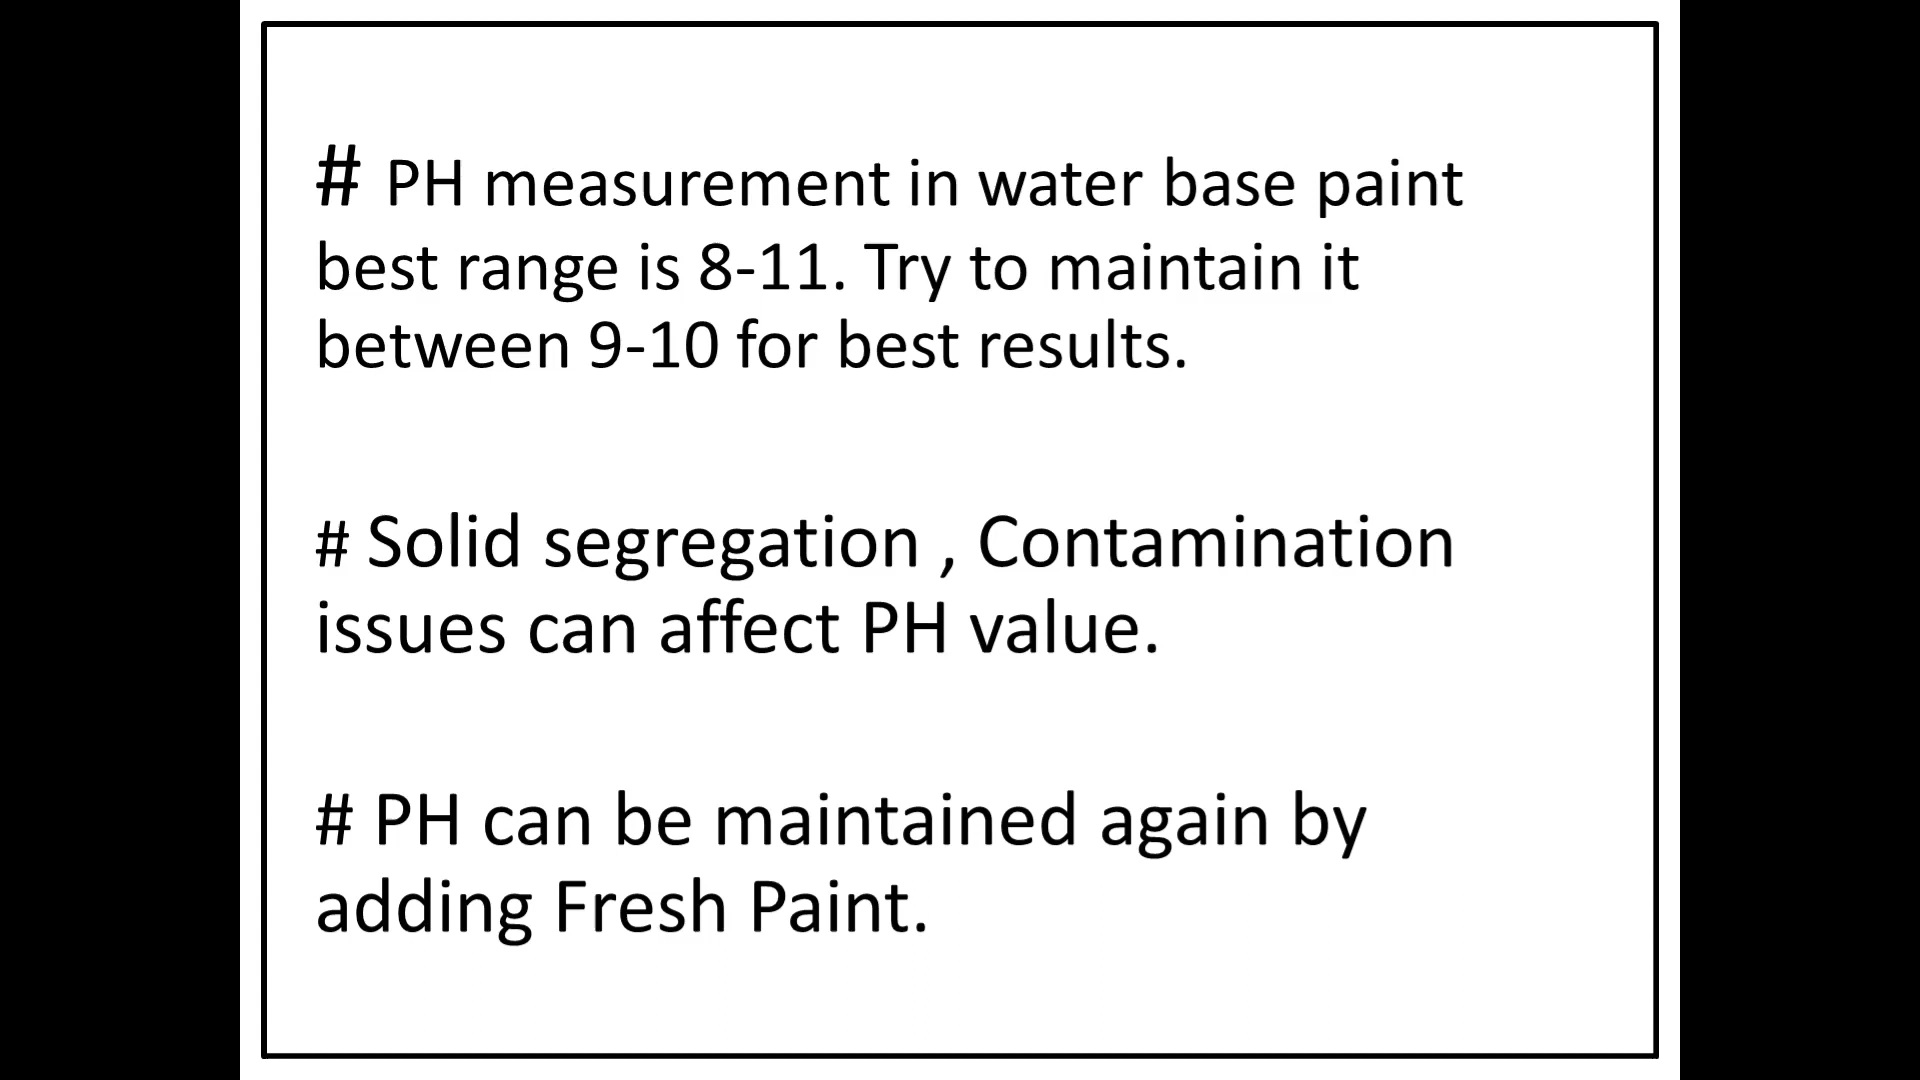 # PH measurement in water base paint
best range is 8-11. Try to maintain it
between 9-10 for best results.
# Solid segregation , Contamination
issues can affect PH value.
# PH can be maintained again by
adding Fresh Paint.